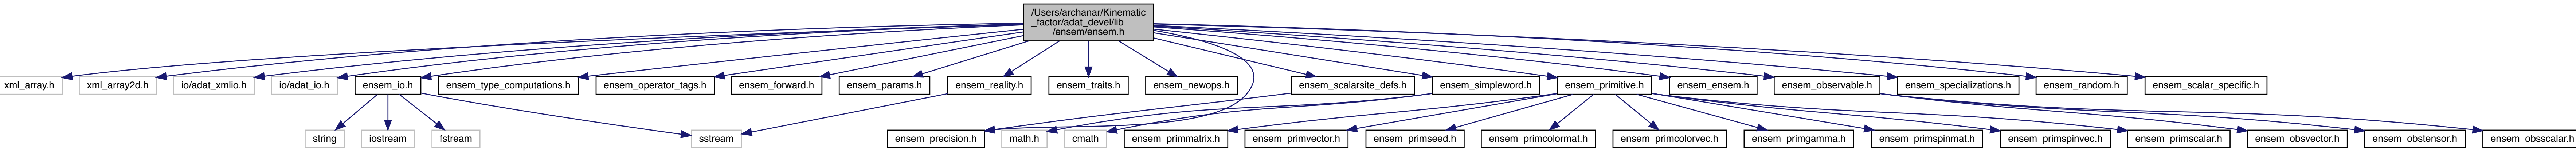 /Users/archanar/Kinematic
_factor/adat_devel/lib
/ensem/ensem.h
xml_array.h
xml_array2d.h
io/adat_xmlio.h
io/adat_io.h
ensem_io.h
ensem_type_computations.h
ensem_operator_tags.h
ensem_forward.h
ensem_params.h
ensem_reality.h
ensem_traits.h
ensem_newops.h
ensem_scalarsite_defs.h
ensem_simpleword.h
ensem_primitive.h
ensem_ensem.h
ensem_observable.h
ensem_specializations.h
ensem_random.h
ensem_scalar_specific.h
string
iostream
fstream
sstream
ensem_precision.h
math.h
cmath
ensem_primmatrix.h
ensem_primvector.h
ensem_primseed.h
ensem_primcolormat.h
ensem_primcolorvec.h
ensem_primgamma.h
ensem_primspinmat.h
ensem_primspinvec.h
ensem_primscalar.h
ensem_obsvector.h
ensem_obstensor.h
ensem_obsscalar.h